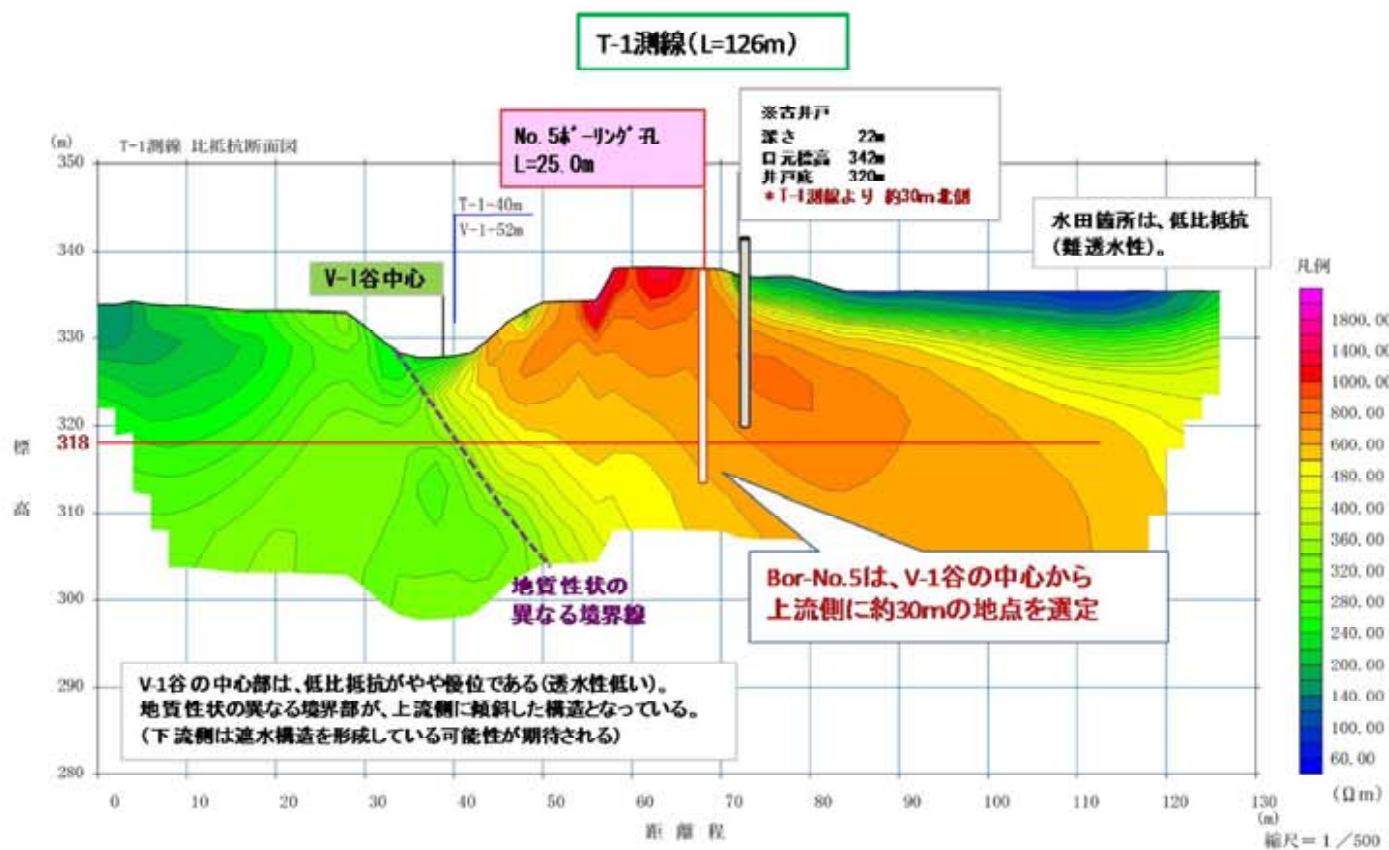 T-1測線(L=126m)
(m)
T-1測線 比抵抗断面図
No.5ボーリング孔
L=25.0m
※古井戸
深さ 22m
口元標高 342m
井戸底 320m
*T-1測線より 約30m北側
T-1-40m
V-1-52m
水田箇所は、低比抵抗
(難透水性)。
V-1谷中心
凡例
350
340
330
320
318
310
300
290
280
標
高
1800.00
1400.00
1000.00
800.00
600.00
480.00
400.00
360.00
320.00
280.00
240.00
200.00
140.00
100.00
60.00
(Ωm)
地質性状の
異なる境界線
Bor-No.5は、V-1谷の中心から
上流側に約30mの地点を選定
V-1谷の中心部は、低比抵抗がやや優位である(透水性低い)。
地質性状の異なる境界部が、上流側に傾斜した構造となっている。
(下流側は遮水構造を形成している可能性が期待される)
0 10 20 30 40 50 60 70 80 90 100 110 120 130
(m)
距 離 程
縮尺=1/500